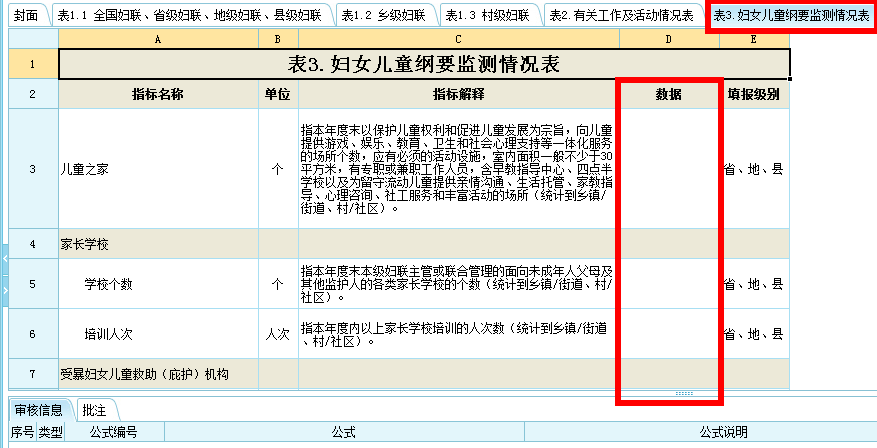 封面 表1.1 全国妇联、省级妇联、地级妇联、县级妇联 表1.2 乡级妇联 表1.3 村级妇联 表2.有关工作及活动情况表 表3.妇女儿童纲要监测情况表
A B C D E
1 表3.妇女儿童纲要监测情况表
2 指标名称 单位 指标解释 数据 填报级别
3 儿童之家 个 指本年度末以保护儿童权利和促进儿童发展为宗旨，向儿童
提供游戏、娱乐、教育、卫生和社会心理支持等一体化服务
的场所个数，应有必须的活动设施，室内面积一般不少于30
平方米，有专职或兼职工作人员，含早教指导中心、四点半
学校以及为留守流动儿童提供亲情沟通、生活托管、家教指
导、心理咨询、社工服务和丰富活动的场所（统计到乡镇/
街道、村/社区）。 省、地、县
4 家长学校
5 学校个数 个 指本年度末本级妇联主管或联合管理的面向未成年人父母及
其他监护人的各类家长学校的个数（统计到乡镇/街道、村/
社区）。 省、地、县
6 培训人次 人次 指本年度内以上家长学校培训的人次数（统计到乡镇/街道
、村/社区）。 省、地、县
7 受暴妇女儿童救助（庇护）机构
审核信息 批注
序号 类型 公式编号 公式 公式说明